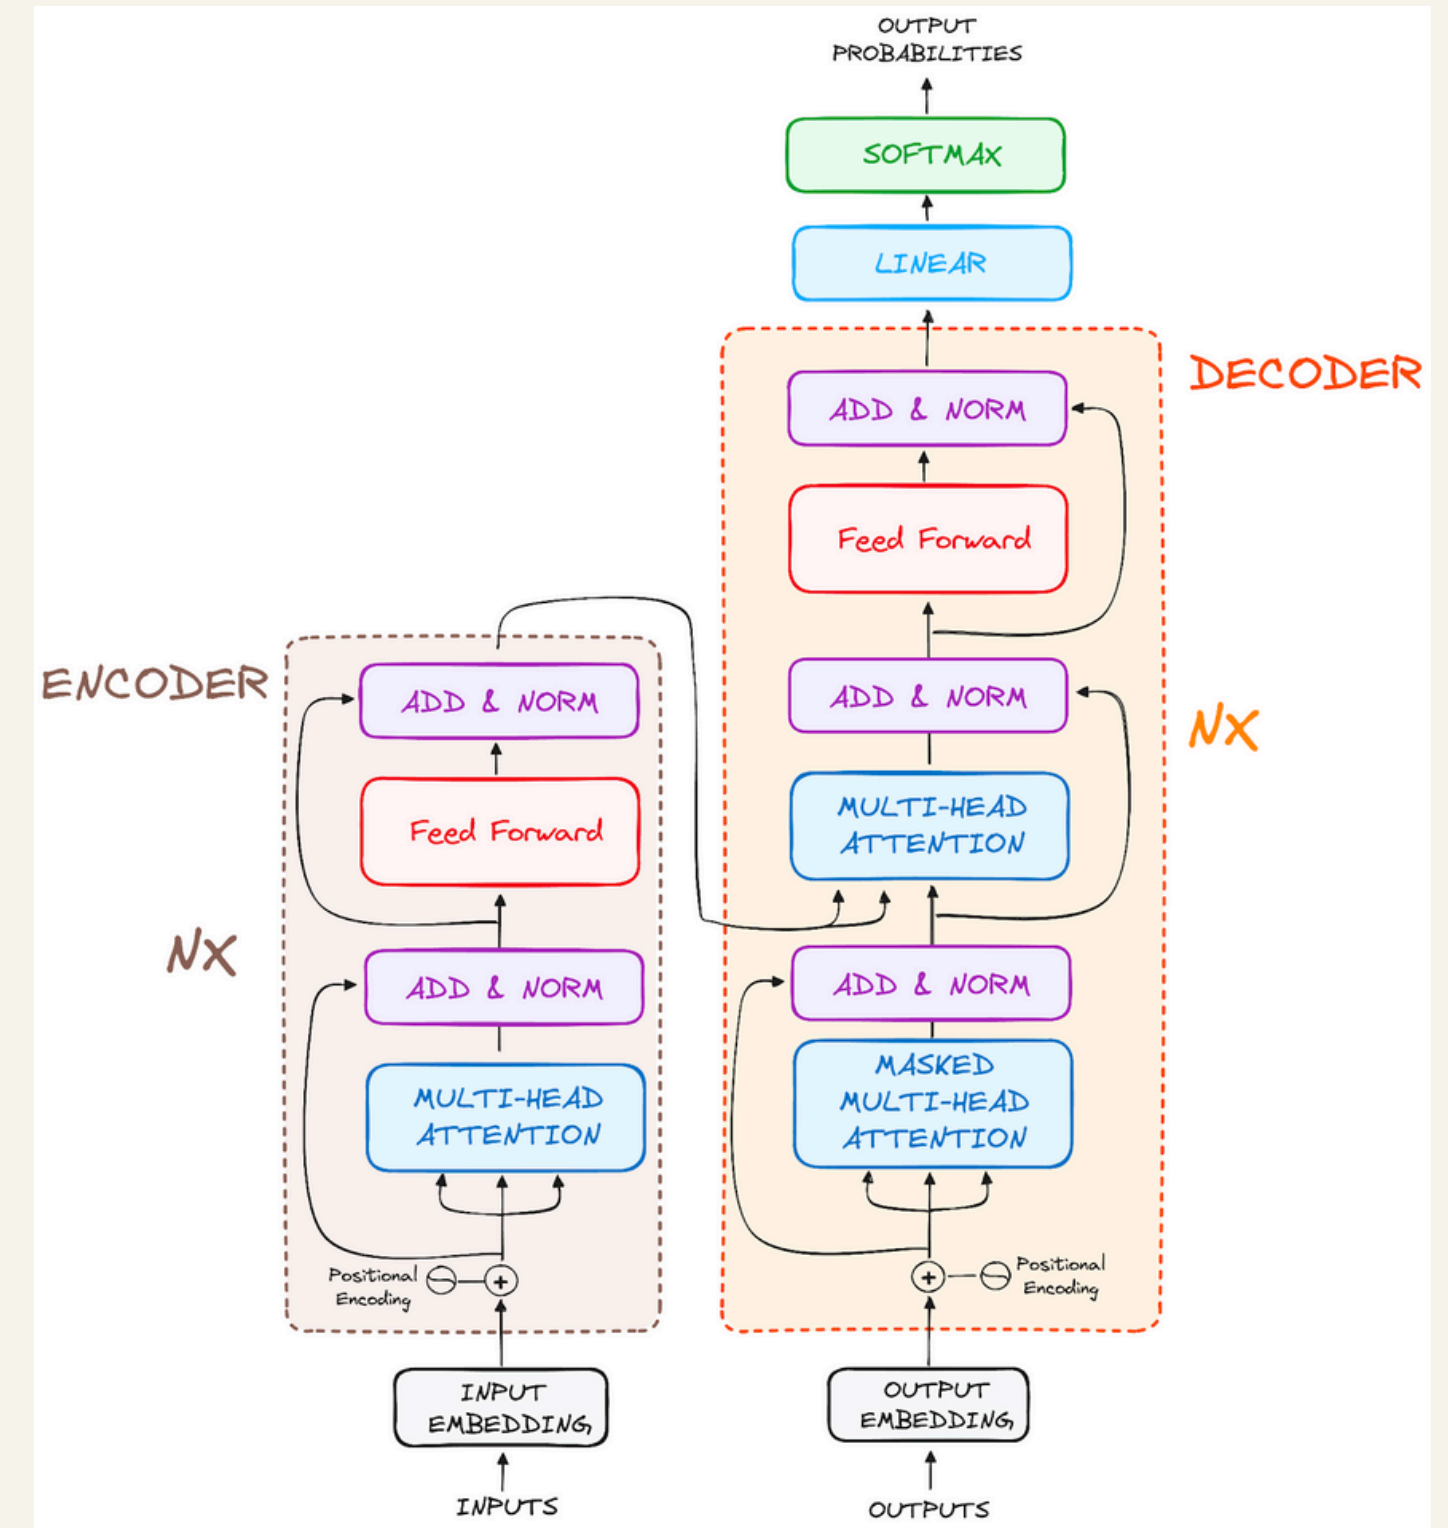 OUTPUT
PROBABILITIES
SOFTMAX
LINEAR
DECODER
ADD & NORM
Feed Forward
ADD & NORM
NX
MULTI-HEAD
ATTENTION
ADD & NORM
MASKED
MULTI-HEAD
ATTENTION
Positional
Encoding
OUTPUT
EMBEDDING
OUTPUTS
ENCODER
ADD & NORM
Feed Forward
NX
ADD & NORM
MULTI-HEAD
ATTENTION
Positional
Encoding
INPUT
EMBEDDING
INPUTS